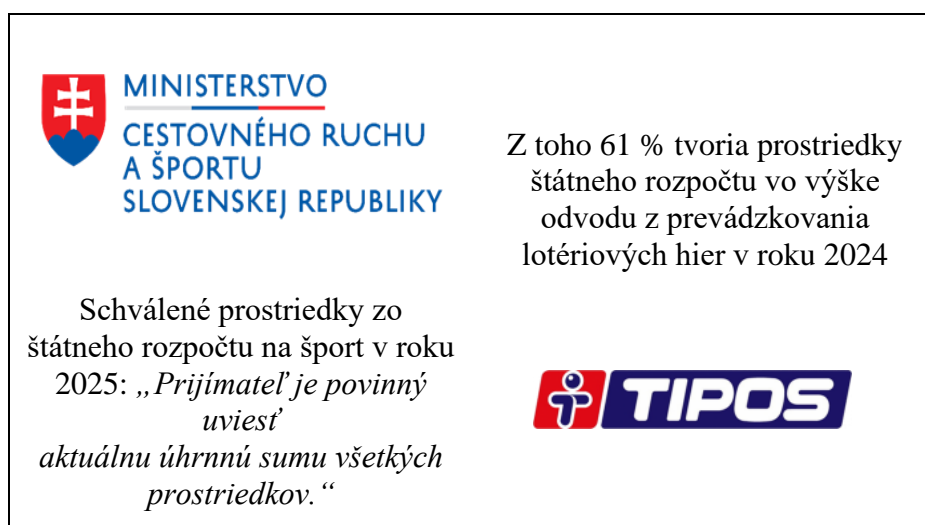 MINISTERSTVO
CESTOVNÉHO RUCHU
A ŠPORTU
SLOVENSKEJ REPUBLIKY
Schválené prostriedky zo
štátneho rozpočtu na šport v roku
2025: „Prijímateľ je povinný
uviesť
aktuálnu úhrnnú sumu všetkých
prostriedkov.“
Z toho 61 % tvoria prostriedky
štátneho rozpočtu vo výške
odvodu z prevádzkovania
lotériových hier v roku 2024
TIPOS